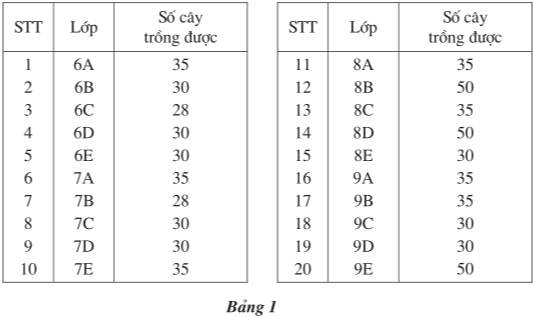 STT Lớp Số cây trồng được
1 6A 35
2 6B 30
3 6C 28
4 6D 30
5 6E 30
6 7A 35
7 7B 28
8 7C 30
9 7D 30
10 7E 35
STT Lớp Số cây trồng được
11 8A 35
12 8B 50
13 8C 35
14 8D 50
15 8E 30
16 9A 35
17 9B 35
18 9C 30
19 9D 30
20 9E 50
Bảng 1